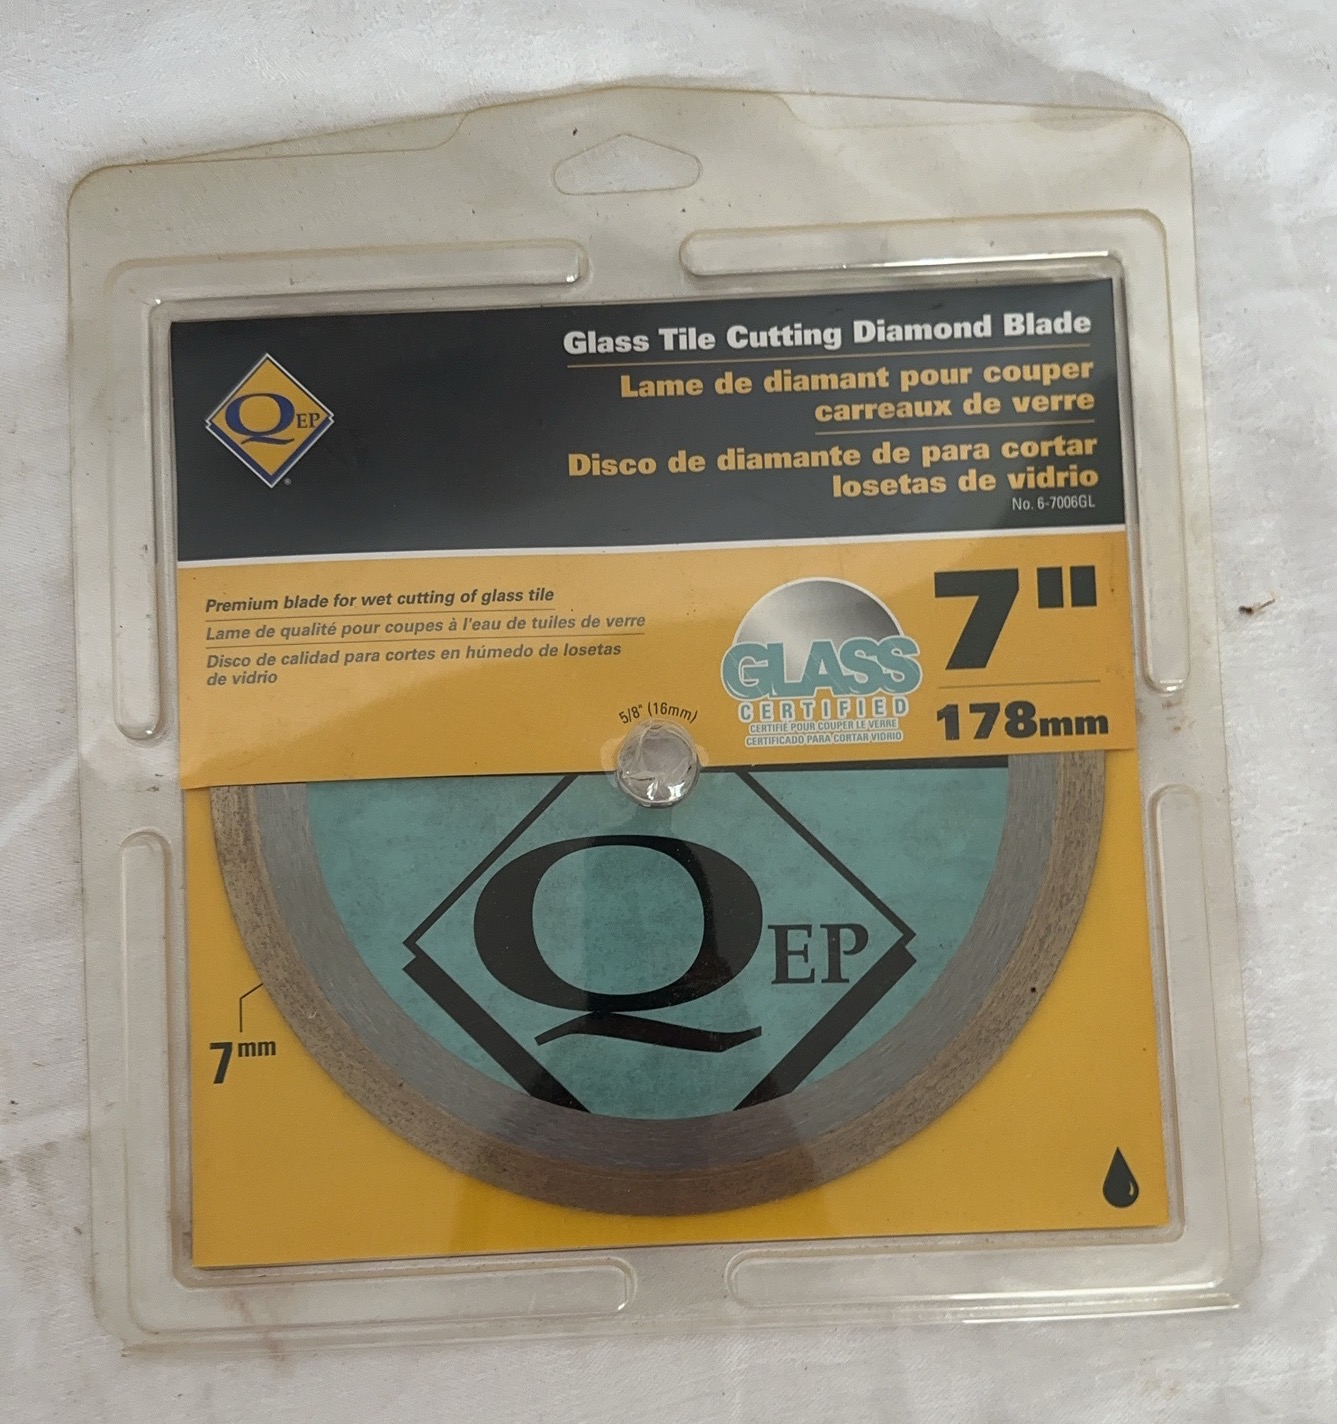 Glass Tile Cutting Diamond Blade
Lame de diamant pour couper
carreaux de verre
Disco de diamante de para cortar
losetas de vidrio
No. 6-7006GL
QEP
Premium blade for wet cutting of glass tile
Lame de qualité pour coupes à l'eau de tuiles de verre
Disco de calidad para cortes en húmedo de losetas
de vidrio
GLASS
CERTIFIED
CERTIFIÉ POUR COUPER LE VERRE
CERTIFICADO PARA CORTAR VIDRIO
7"
178mm
5/8" (16mm)
QEP
7mm